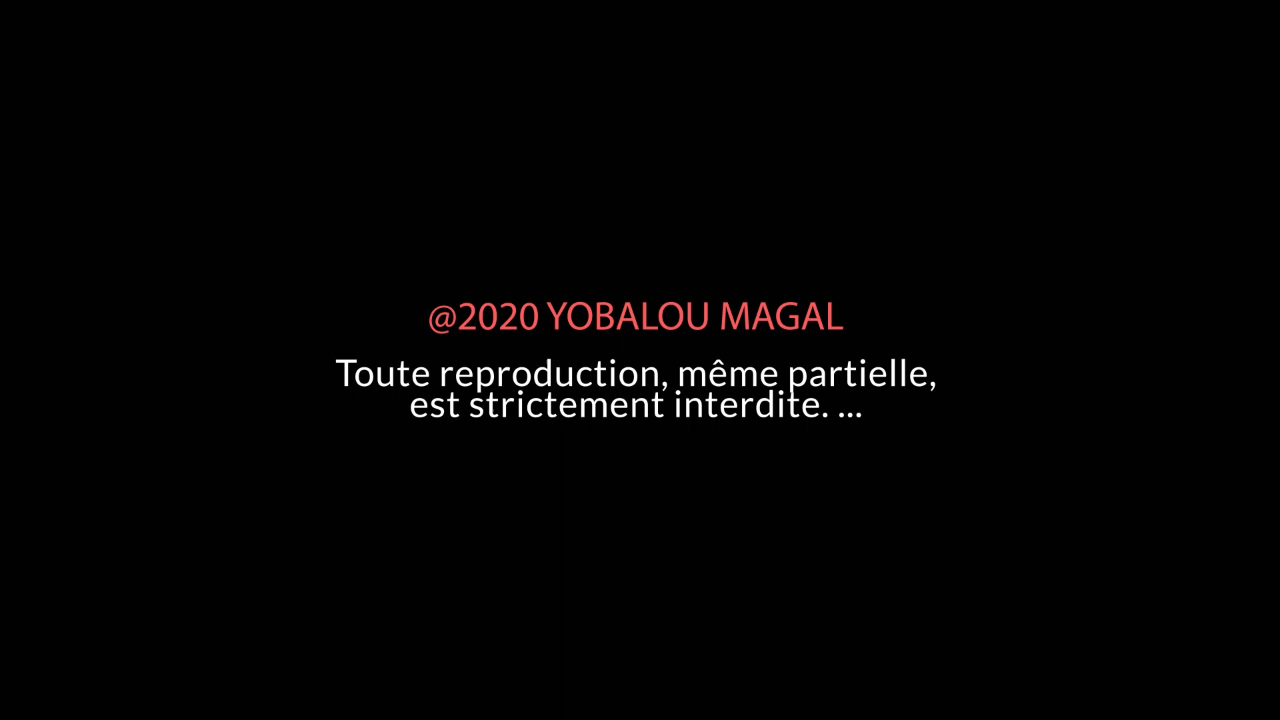 @2020 YOBALOU MAGAL
Toute reproduction, même partielle,
est strictement interdite. ...